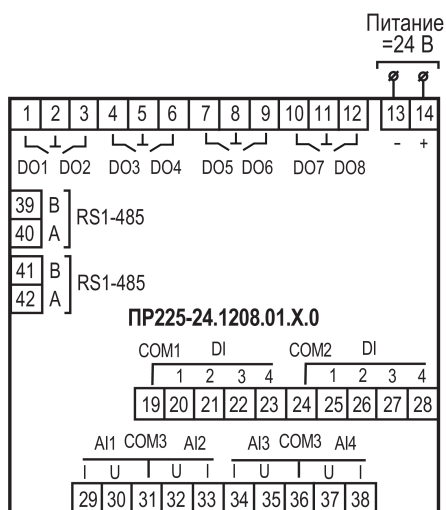 Питание
=24 В
1 2 3 4 5 6 7 8 9 10 11 12 13 14
- +
DO1 DO2 DO3 DO4 DO5 DO6 DO7 DO8
39 B
RS1-485
40 A
41 B
RS1-485
42 A
ПР225-24.1208.01.X.0
COM1 DI COM2 DI
1 2 3 4 1 2 3 4
19 20 21 22 23 24 25 26 27 28
AI1 COM3 AI2 AI3 COM3 AI4
I U U I I U U I
29 30 31 32 33 34 35 36 37 38